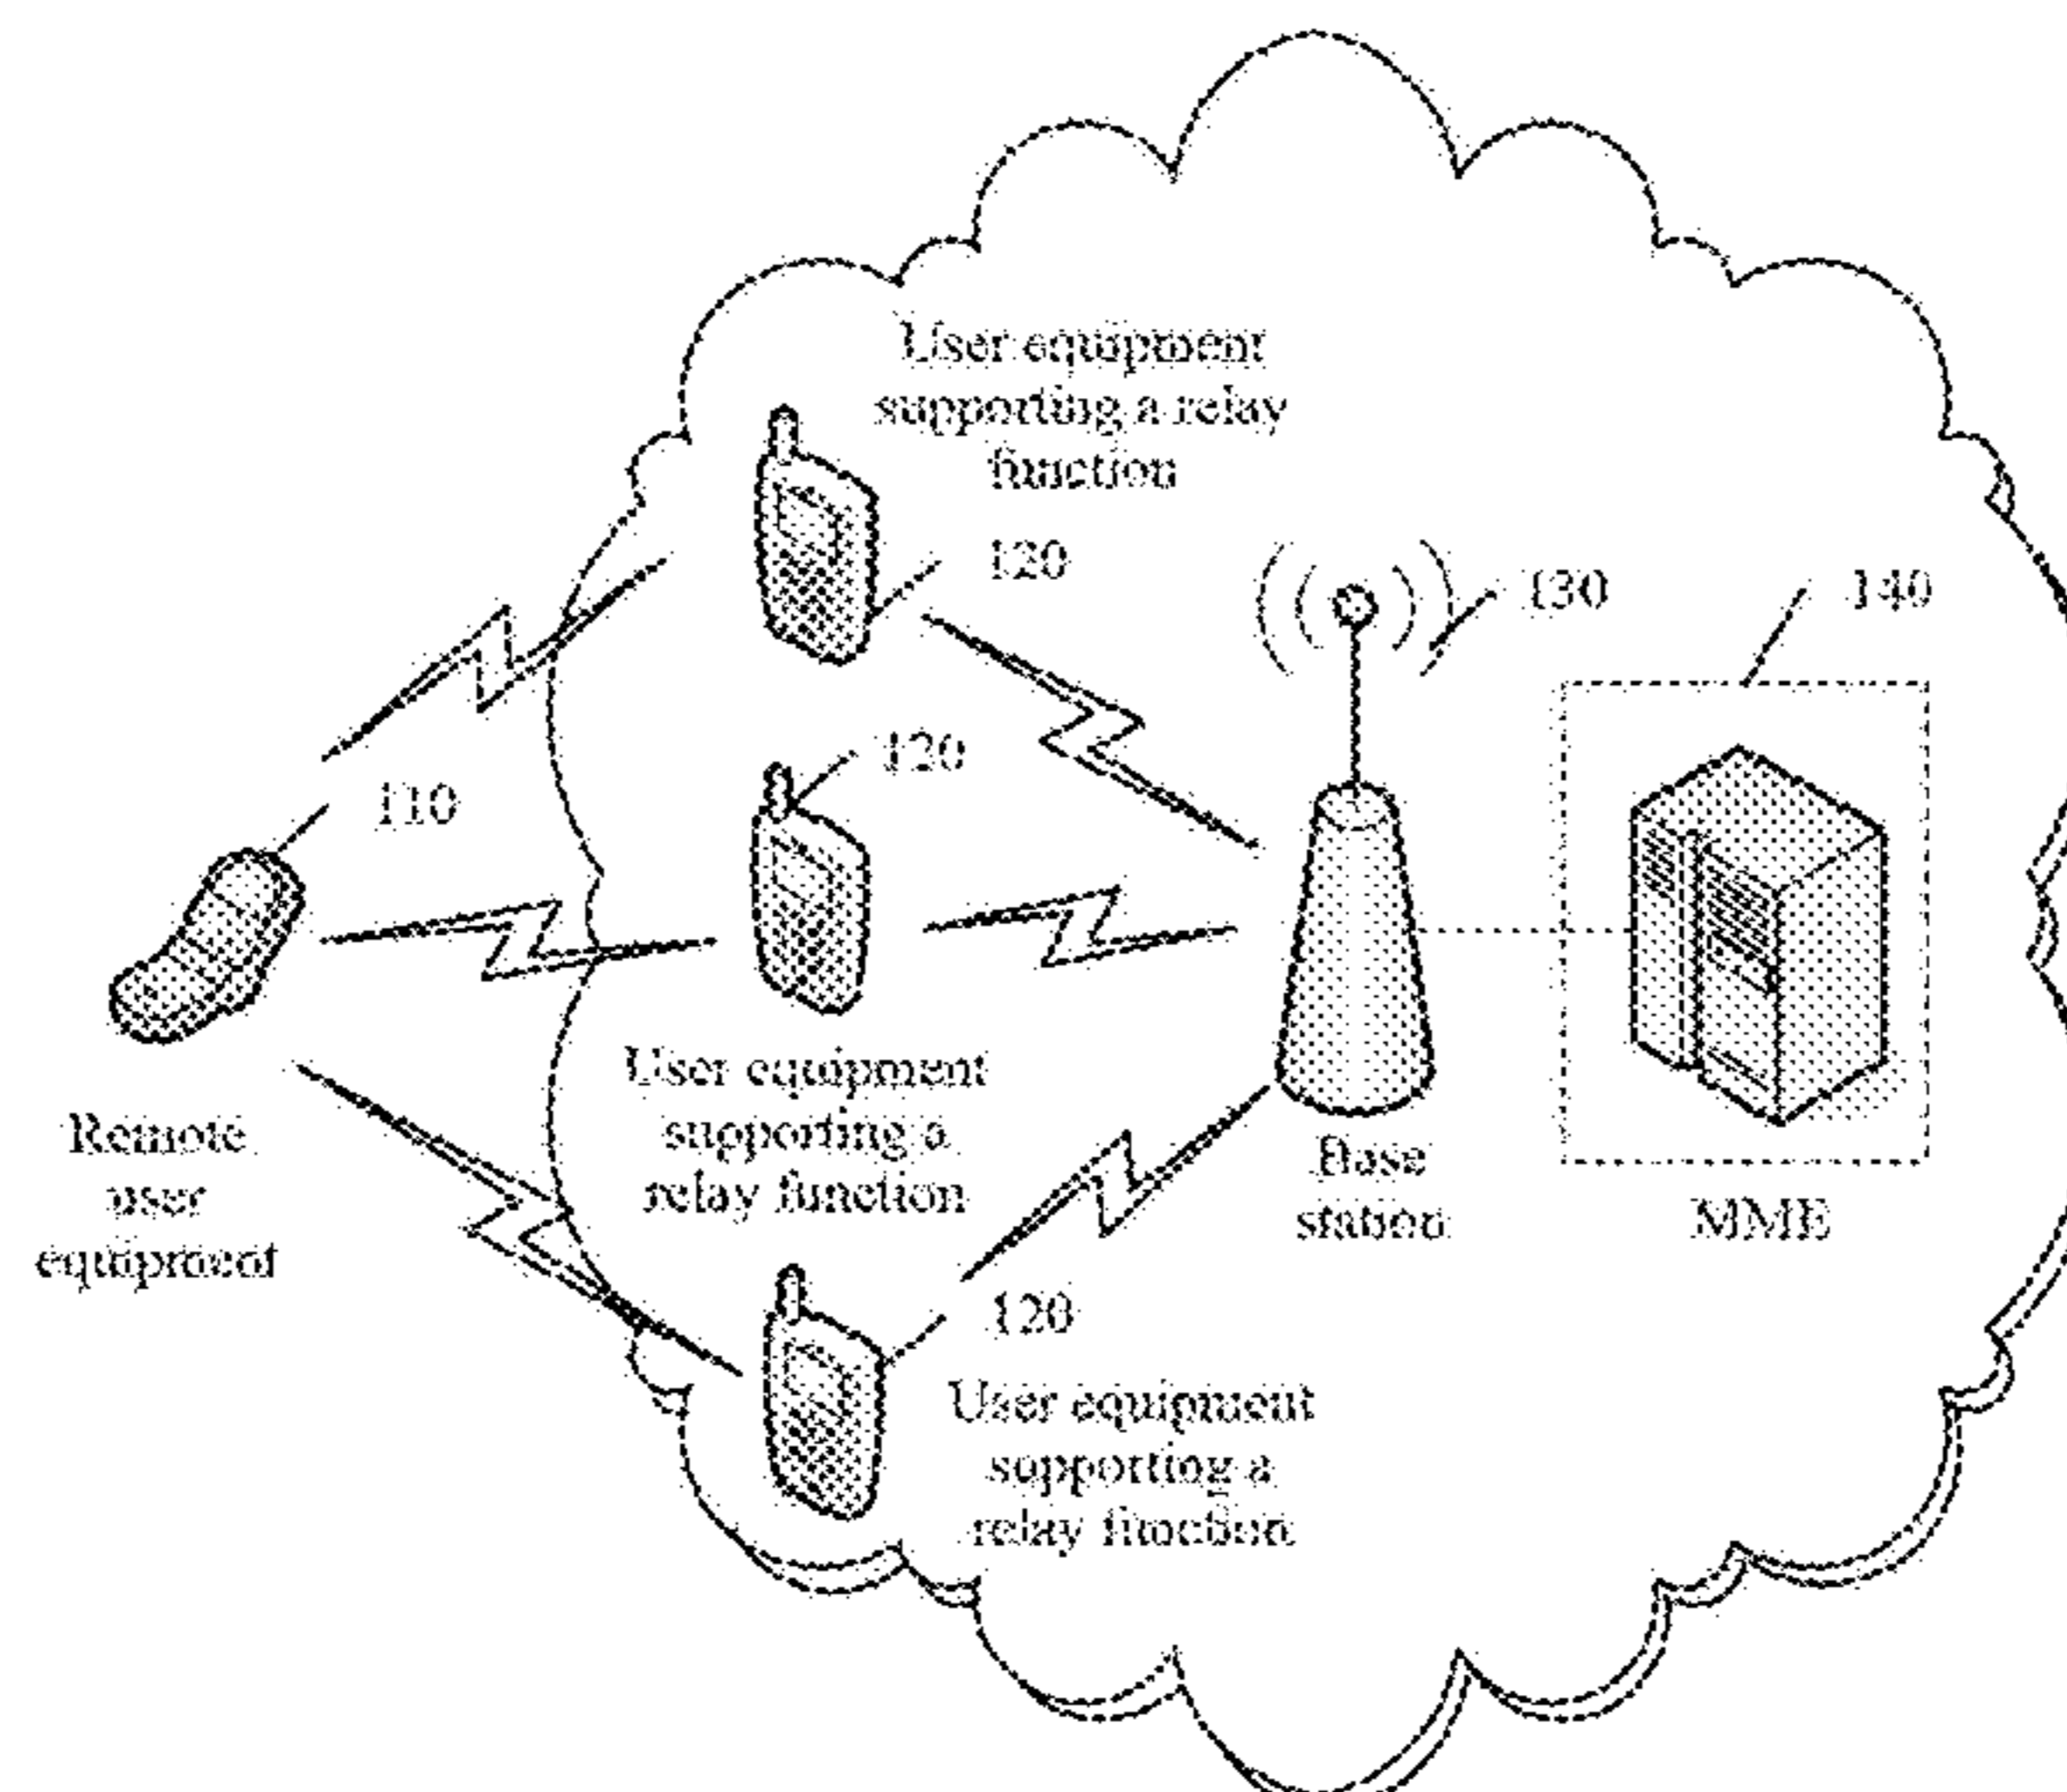 User equipment
supporting a relay
function
120
130
140
120
110
User equipment
supporting a
relay function
Remote
user
equipment
Base
station
MME
120
User equipment
supporting a
relay function